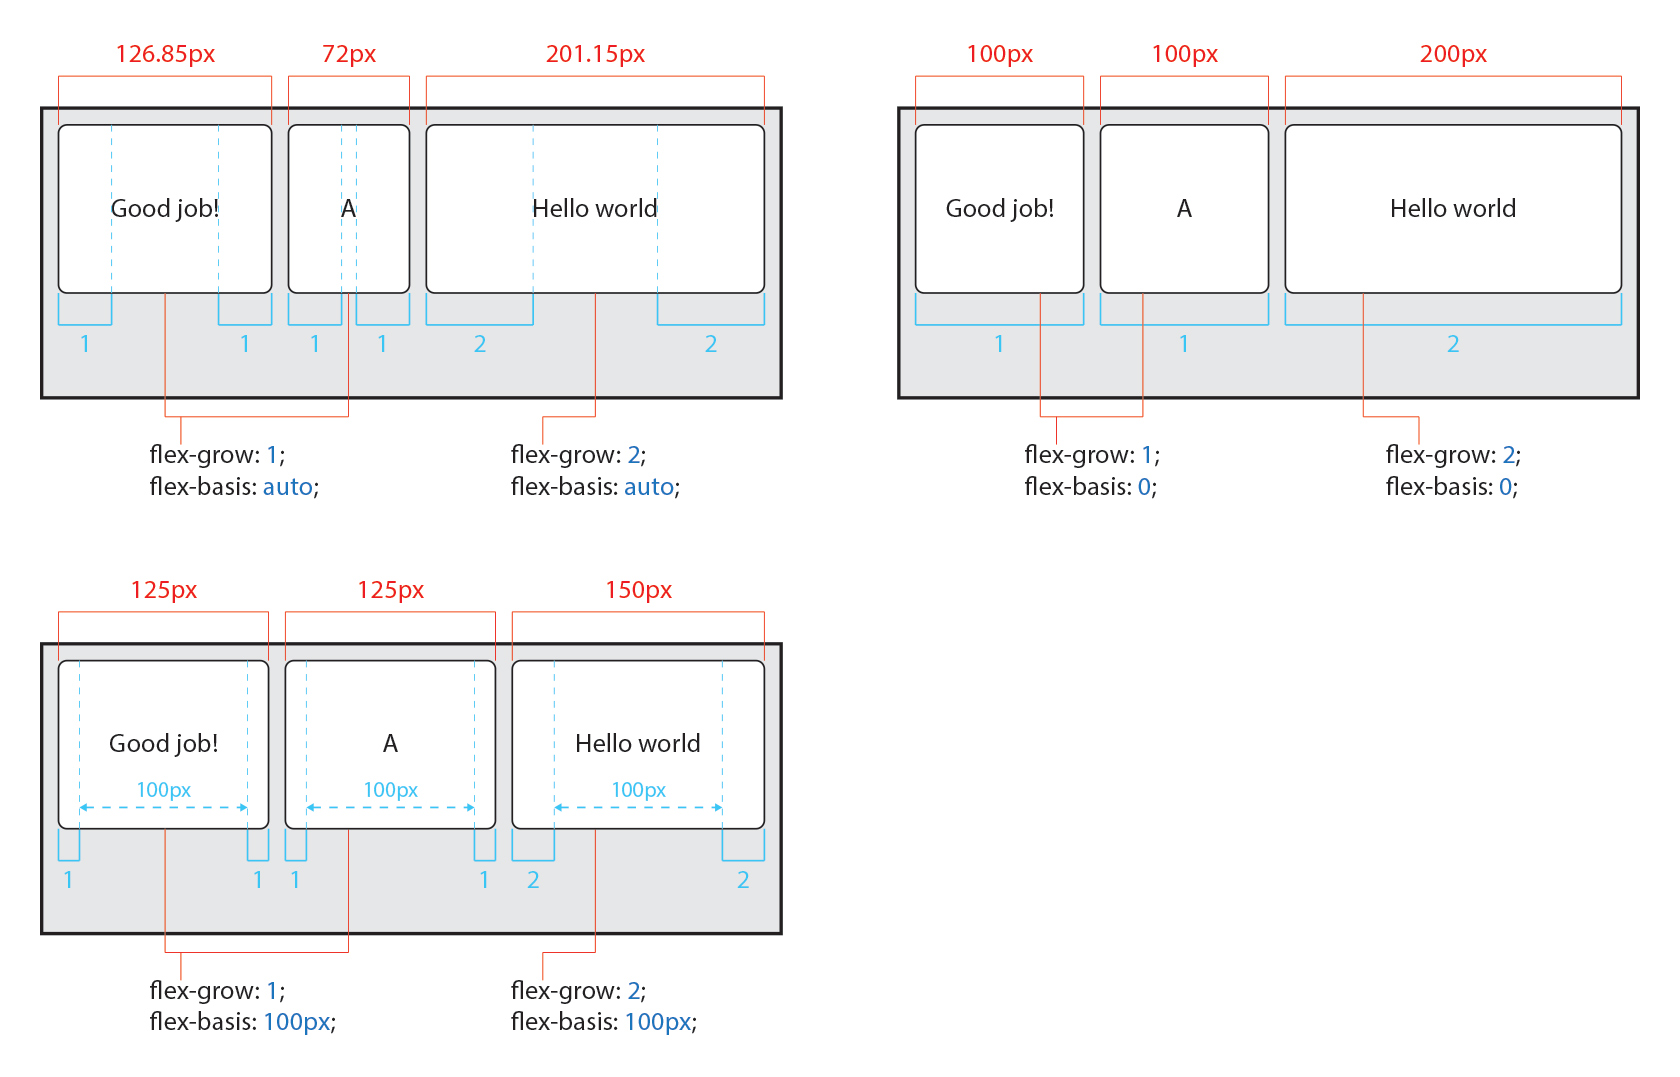 126.85px 72px 201.15px
Good job! A Hello world
1 1 1 1 2 2
flex-grow: 1; flex-grow: 2;
flex-basis: auto; flex-basis: auto;
100px 100px 200px
Good job! A Hello world
1 1 2
flex-grow: 1; flex-grow: 2;
flex-basis: 0; flex-basis: 0;
125px 125px 150px
Good job! A Hello world
100px 100px 100px
1 1 1 1 2 2
flex-grow: 1; flex-grow: 2;
flex-basis: 100px; flex-basis: 100px;